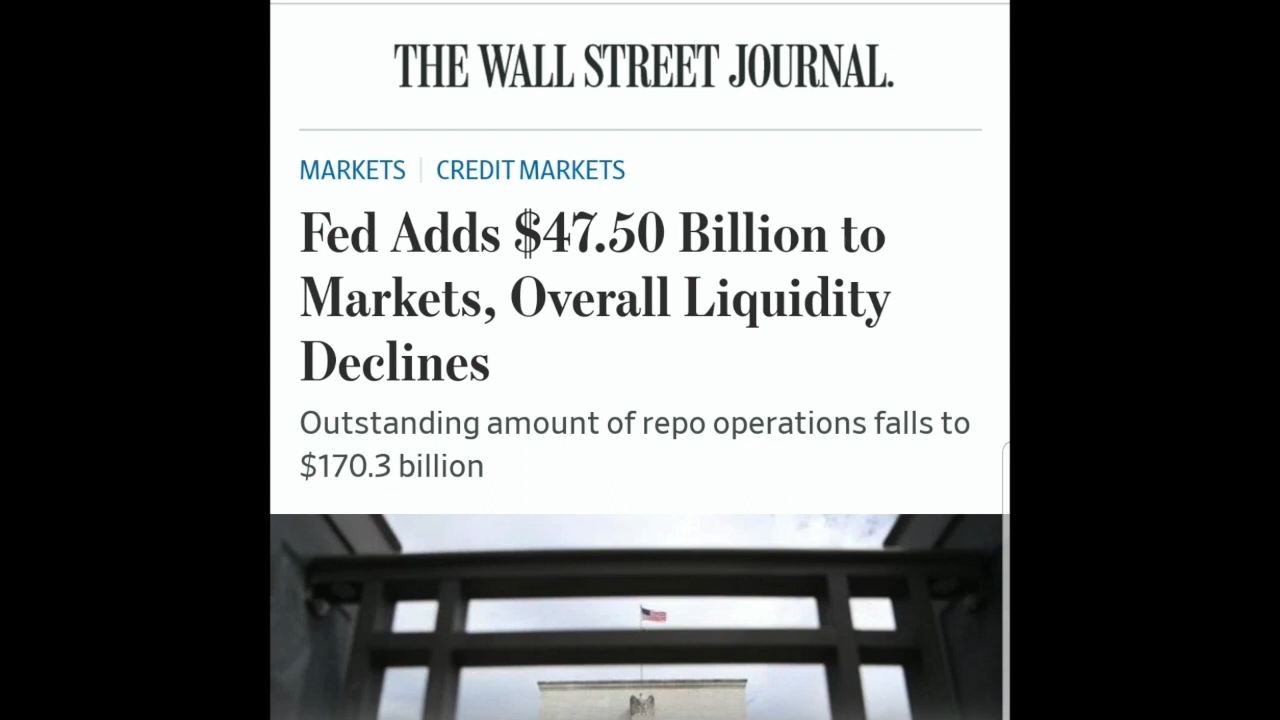 THE WALL STREET JOURNAL.
MARKETS | CREDIT MARKETS
Fed Adds $47.50 Billion to
Markets, Overall Liquidity
Declines
Outstanding amount of repo operations falls to
$170.3 billion